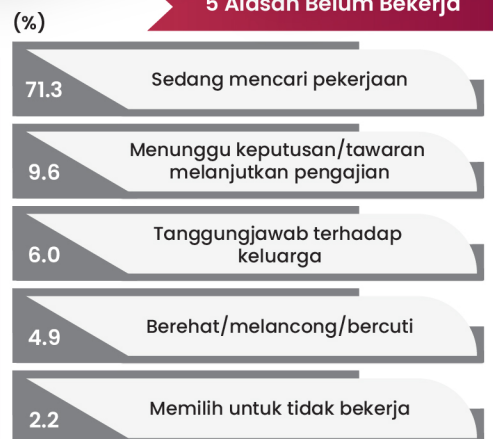 5 Alasan Belum Bekerja
(%)
71.3
Sedang mencari pekerjaan
9.6
Menunggu keputusan/tawaran
melanjutkan pengajian
6.0
Tanggungjawab terhadap
keluarga
4.9
Berehat/melancong/bercuti
2.2
Memilih untuk tidak bekerja